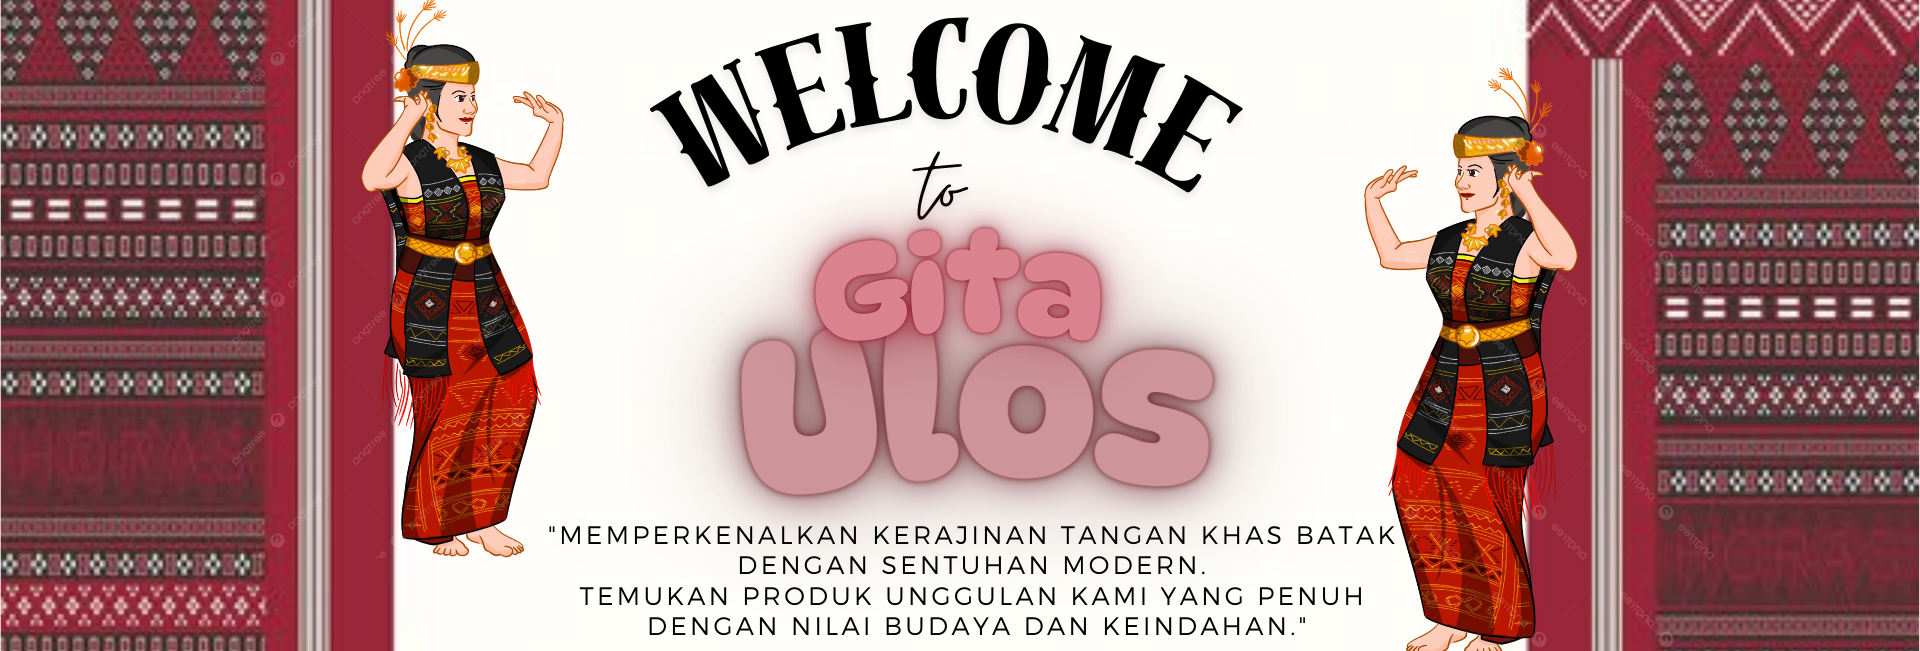 WELCOME
to
Gita
Ulos
"MEMPERKENALKAN KERAJINAN TANGAN KHAS BATAK
DENGAN SENTUHAN MODERN.
TEMUKAN PRODUK UNGGULAN KAMI YANG PENUH
DENGAN NILAI BUDAYA DAN KEINDAHAN."